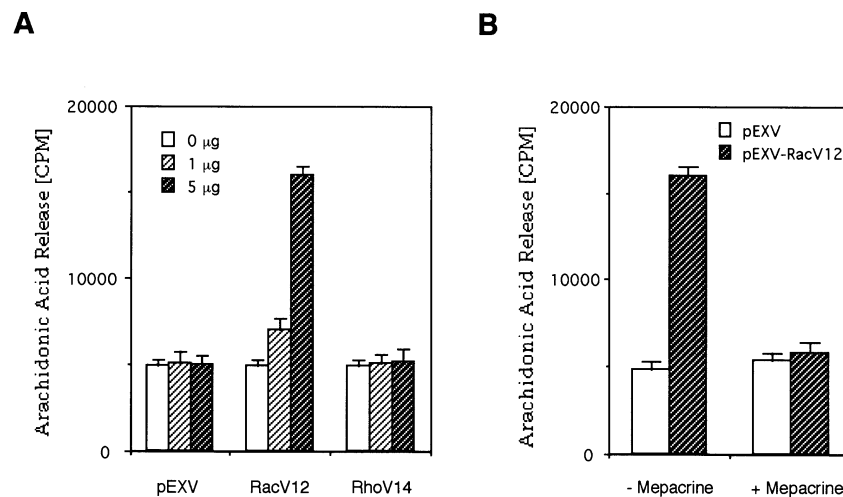 A
Arachidonic Acid Release [CPM]
20000
10000
0
0 µg
1 µg
5 µg
pEXV
RacV12
RhoV14
B
Arachidonic Acid Release [CPM]
20000
10000
0
pEXV
pEXV-RacV12
- Mepacrine
+ Mepacrine